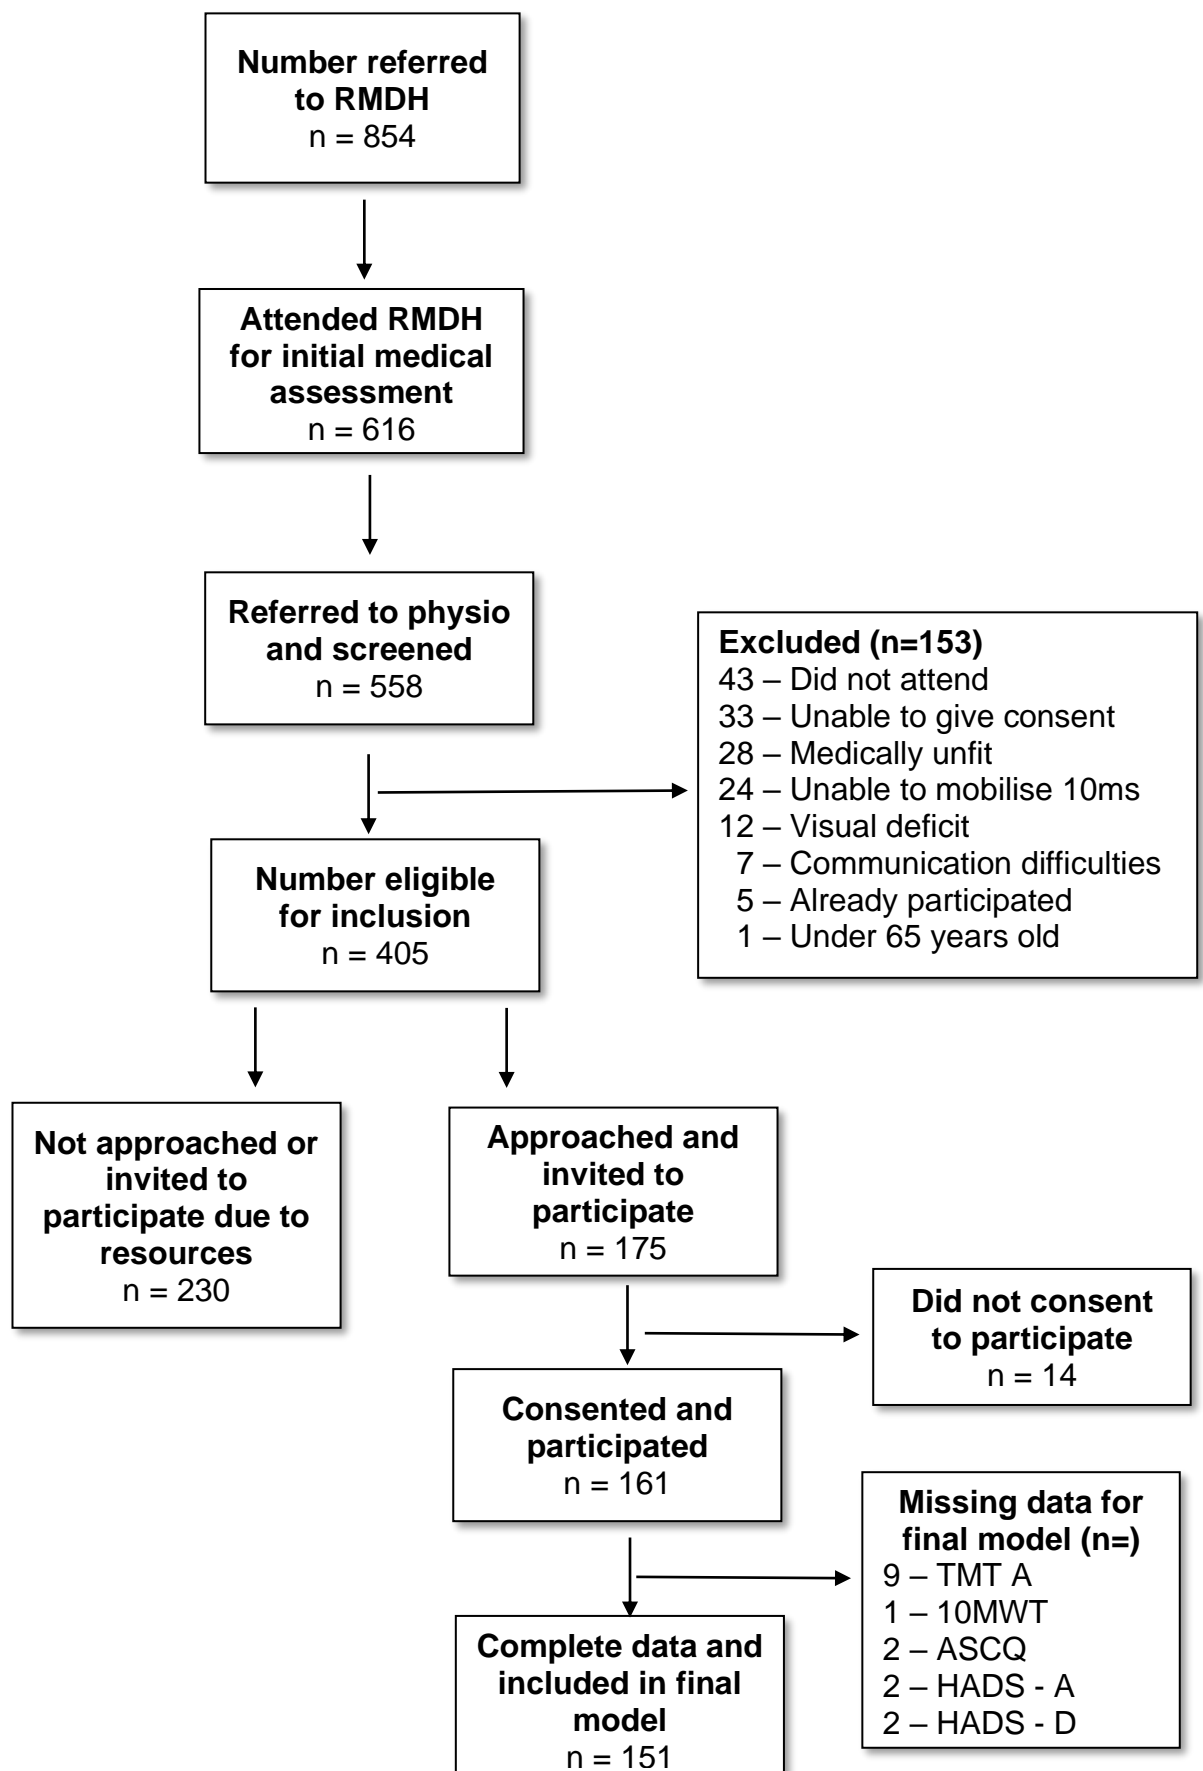 Number referred
to RMDH
n = 854
Attended RMDH
for initial medical
assessment
n = 616
Referred to physio
and screened
n = 558
Excluded (n=153)
43 – Did not attend
33 – Unable to give consent
28 – Medically unfit
24 – Unable to mobilise 10ms
12 – Visual deficit
7 – Communication difficulties
5 – Already participated
1 – Under 65 years old
Number eligible
for inclusion
n = 405
Not approached or
invited to
participate due to
resources
n = 230
Approached and
invited to
participate
n = 175
Did not consent
to participate
n = 14
Consented and
participated
n = 161
Missing data for
final model (n=)
9 – TMT A
1 – 10MWT
2 – ASCQ
2 – HADS - A
2 – HADS - D
Complete data and
included in final
model
n = 151